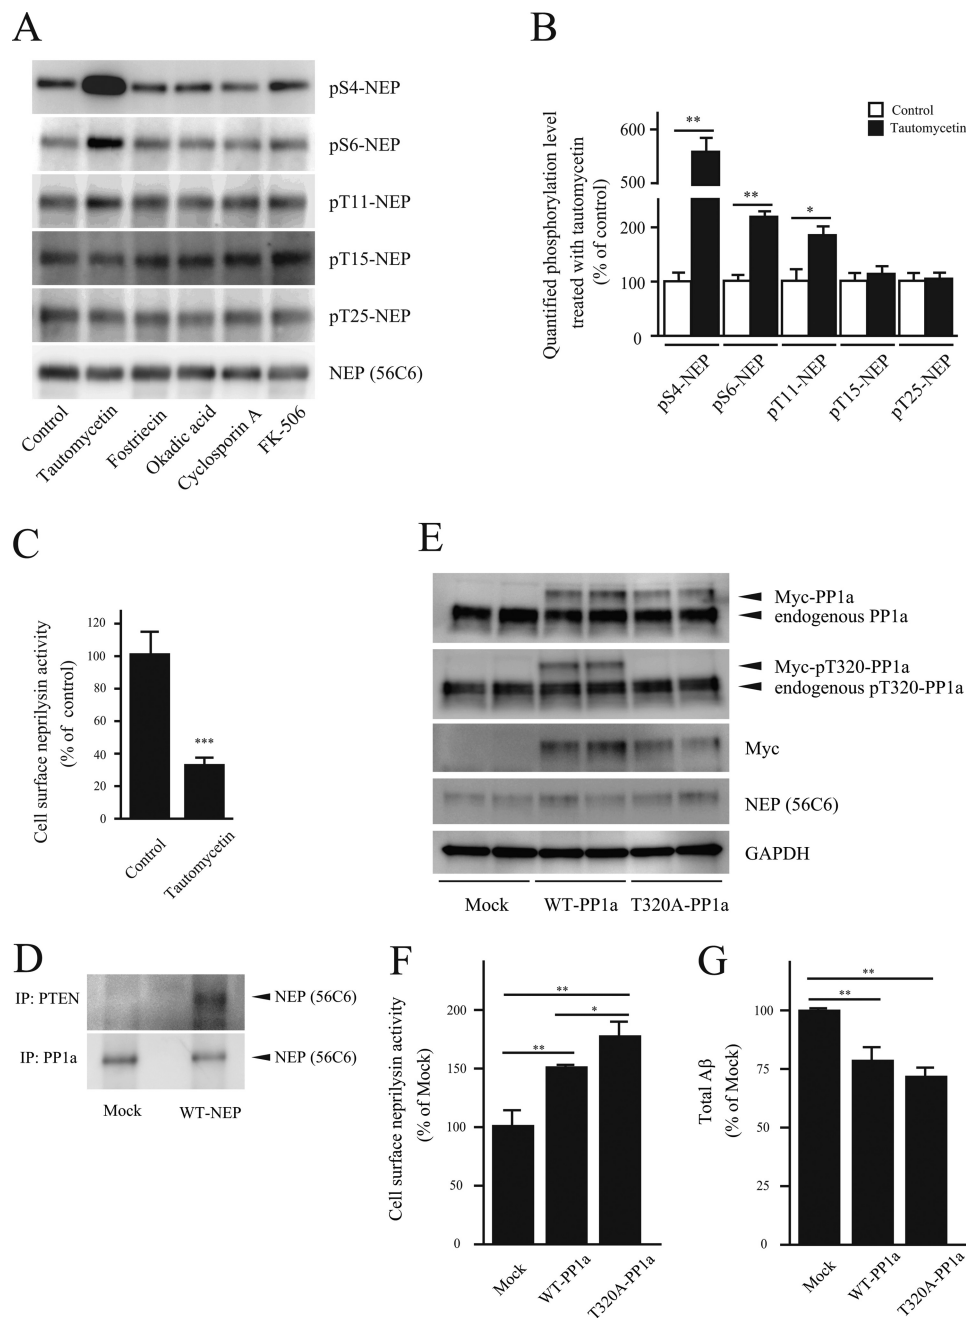 A
pS4-NEP
pS6-NEP
pT11-NEP
pT15-NEP
pT25-NEP
NEP (56C6)
Control
Tautomycetin
Fostriecin
Okadic acid
Cyclosporin A
FK-506
B
Control
Tautomycetin
Quantified phosphorylation level
treated with tautomycetin
(% of control)
600
500
200
100
0
**
**
*
pS4-NEP
pS6-NEP
pT11-NEP
pT15-NEP
pT25-NEP
C
Cell surface neprilysin activity
(% of control)
120
100
80
60
40
20
0
***
Control
Tautomycetin
E
Myc-PP1a
endogenous PP1a
Myc-pT320-PP1a
endogenous pT320-PP1a
Myc
NEP (56C6)
GAPDH
Mock
WT-PP1a
T320A-PP1a
D
IP: PTEN
NEP (56C6)
IP: PP1a
NEP (56C6)
Mock
WT-NEP
F
Cell surface neprilysin activity
(% of Mock)
200
150
100
50
0
**
*
**
Mock
WT-PP1a
T320A-PP1a
G
Total Aβ
(% of Mock)
100
75
50
25
0
**
**
Mock
WT-PP1a
T320A-PP1a